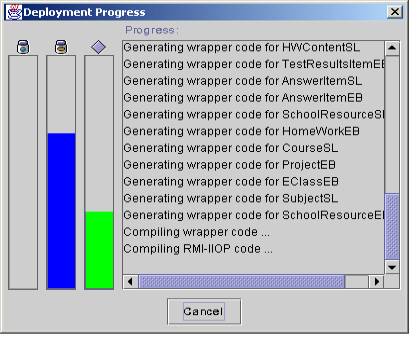 Deployment Progress
Progress:
Generating wrapper code for HWContentSL
Generating wrapper code for TestResultsItemEB
Generating wrapper code for AnswerItemSL
Generating wrapper code for AnswerItemEB
Generating wrapper code for SchoolResourceSL
Generating wrapper code for HomeWorkEB
Generating wrapper code for CourseSL
Generating wrapper code for ProjectEB
Generating wrapper code for EClassEB
Generating wrapper code for SubjectSL
Generating wrapper code for SchoolResourceEB
Compiling wrapper code ...
Compiling RMI-IIOP code ...
Cancel